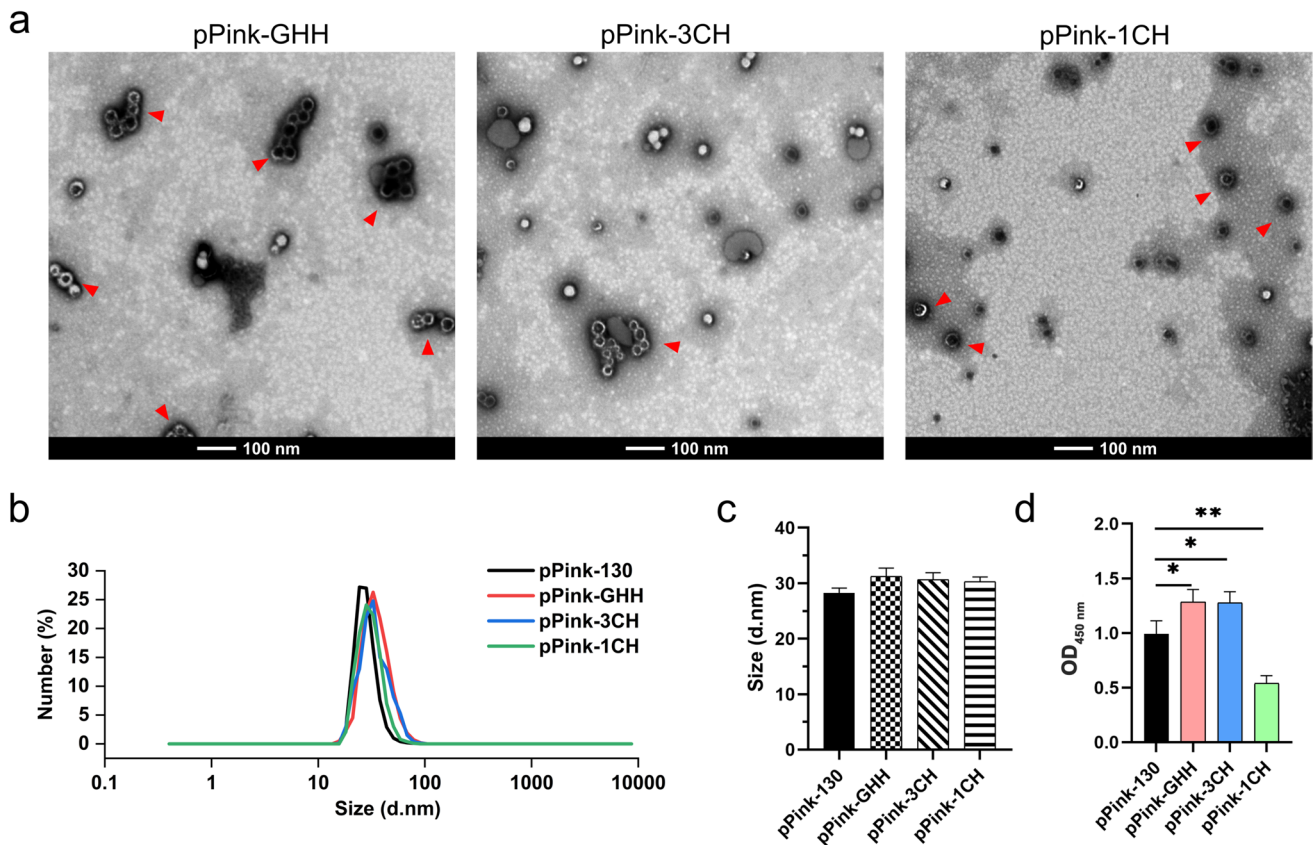 a
pPink-GHH
pPink-3CH
pPink-1CH
100 nm
100 nm
100 nm
b
Number (%)
30
25
20
15
10
5
0
0.1
1
10
100
1000
10000
Size (d.nm)
pPink-130
pPink-GHH
pPink-3CH
pPink-1CH
c
Size (d.nm)
40
30
20
10
0
pPink-130
pPink-GHH
pPink-3CH
pPink-1CH
d
OD450 nm
2.0
1.5
1.0
0.5
0.0
**
*
*
pPink-130
pPink-GHH
pPink-3CH
pPink-1CH